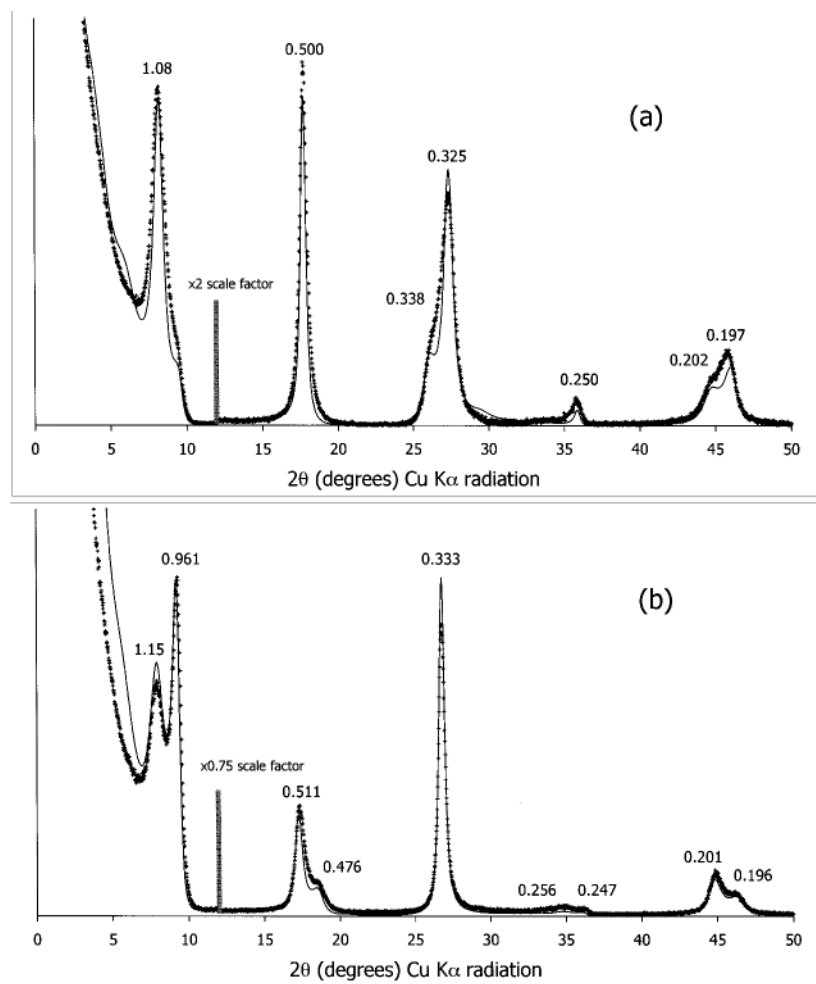 1.08
0.500
(a)
0.325
x2 scale factor
0.338
0.250
0.202
0.197
0 5 10 15 20 25 30 35 40 45 50
2θ (degrees) Cu Kα radiation
0.961
0.333
(b)
1.15
x0.75 scale factor
0.511
0.476
0.256
0.247
0.201
0.196
0 5 10 15 20 25 30 35 40 45 50
2θ (degrees) Cu Kα radiation